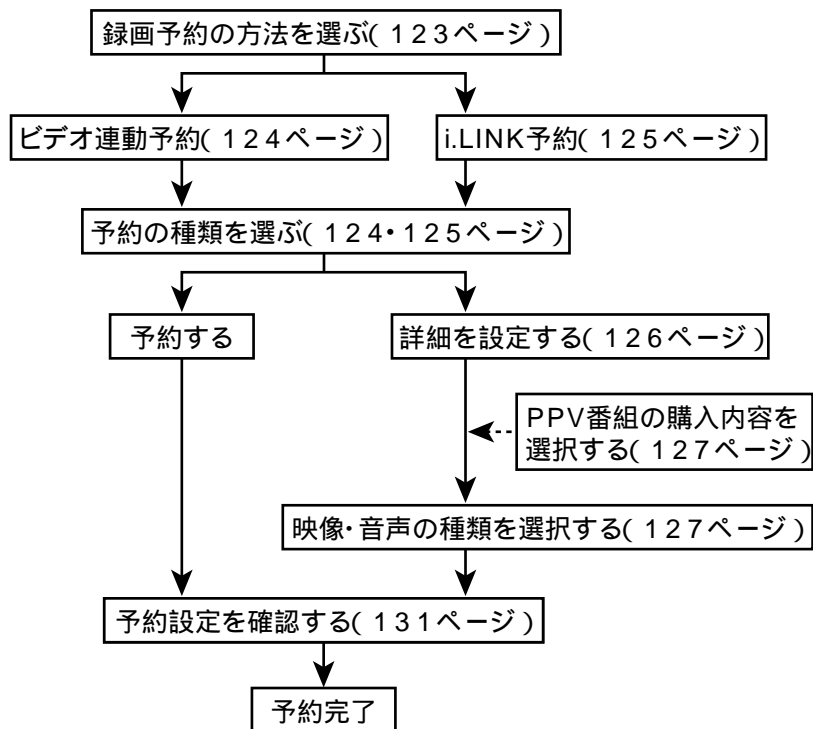 録画予約の方法を選ぶ(123ページ)
ビデオ連動予約(124ページ)
i.LINK予約(125ページ)
予約の種類を選ぶ(124・125ページ)
予約する
詳細を設定する(126ページ)
PPV番組の購入内容を
選択する(127ページ)
映像・音声の種類を選択する(127ページ)
予約設定を確認する(131ページ)
予約完了